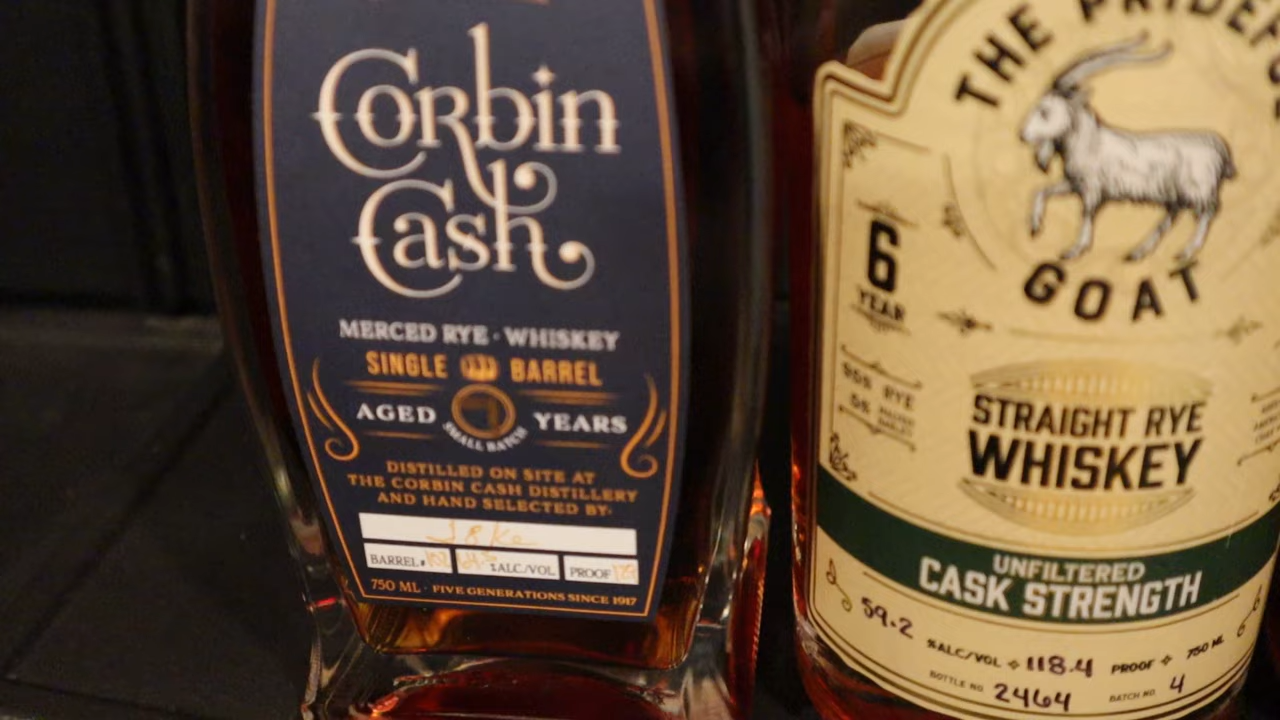 Corbin
Cash
MERCED RYE · WHISKEY
SINGLE BARREL
AGED YEARS
SMALL BATCH
DISTILLED ON SITE AT
THE CORBIN CASH DISTILLERY
AND HAND SELECTED BY:
BARREL# %ALC/VOL PROOF
750 ML · FIVE GENERATIONS SINCE 1917
THE
GOAT
6
YEAR
95% RYE
5%
STRAIGHT RYE
WHISKEY
UNFILTERED
CASK STRENGTH
59.2 %ALC/VOL 118.4 PROOF 750 ML
BOTTLE NO 2464 BATCH NO 4